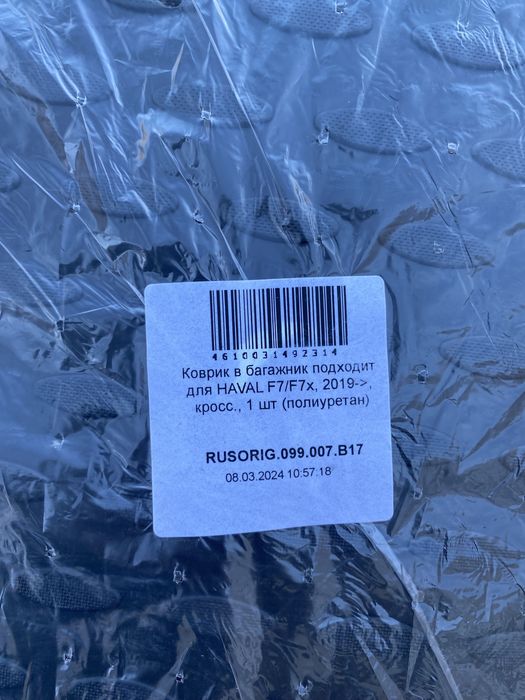 4610031492314
Коврик в багажник подходит
для HAVAL F7/F7x, 2019->,
кросс., 1 шт (полиуретан)
RUSORIG.099.007.B17
08.03.2024 10:57.18